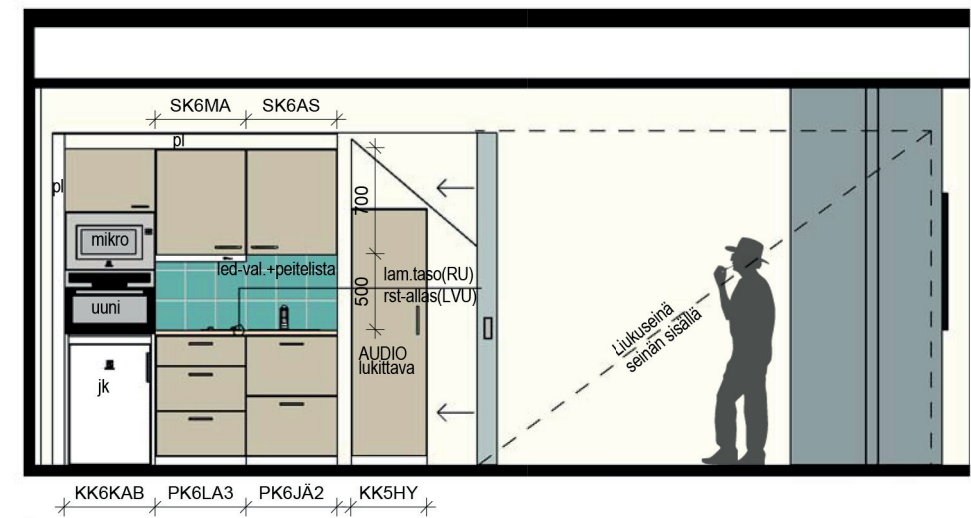 SK6MA SK6AS
pl
pl
700
mikro
led-val.+peitelista
lam.taso(RU)
500
rst-allas(LVU)
uuni
AUDIO
lukittava
jk
Liukuseinä
seinän sisällä
KK6KAB PK6LA3 PK6JÄ2 KK5HY